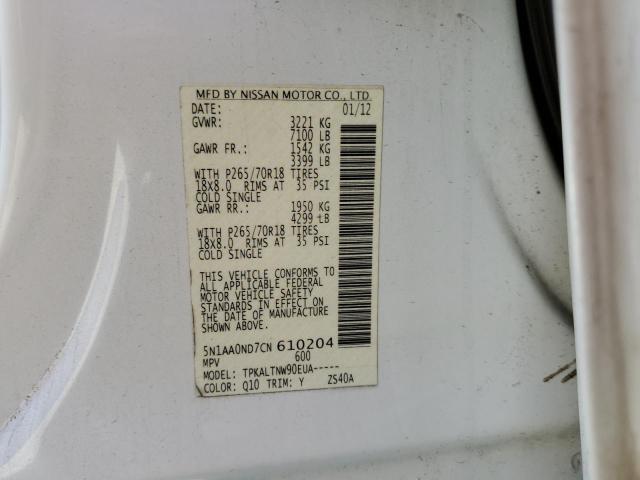 MFD BY NISSAN MOTOR CO., LTD.
DATE: 01/12
GVWR: 3221 KG
7100 LB
GAWR FR.: 1542 KG
3399 LB
WITH P265/70R18 TIRES
18X8.0 RIMS AT 35 PSI
COLD SINGLE
GAWR RR.: 1950 KG
4299 LB
WITH P265/70R18 TIRES
18X8.0 RIMS AT 35 PSI
COLD SINGLE
THIS VEHICLE CONFORMS TO
ALL APPLICABLE FEDERAL
MOTOR VEHICLE SAFETY
STANDARDS IN EFFECT ON
THE DATE OF MANUFACTURE
SHOWN ABOVE.
5N1AA0ND7CN 610204
MPV 600
MODEL: TPKALTNW90EUA-----
COLOR: Q10 TRIM: Y ZS40A